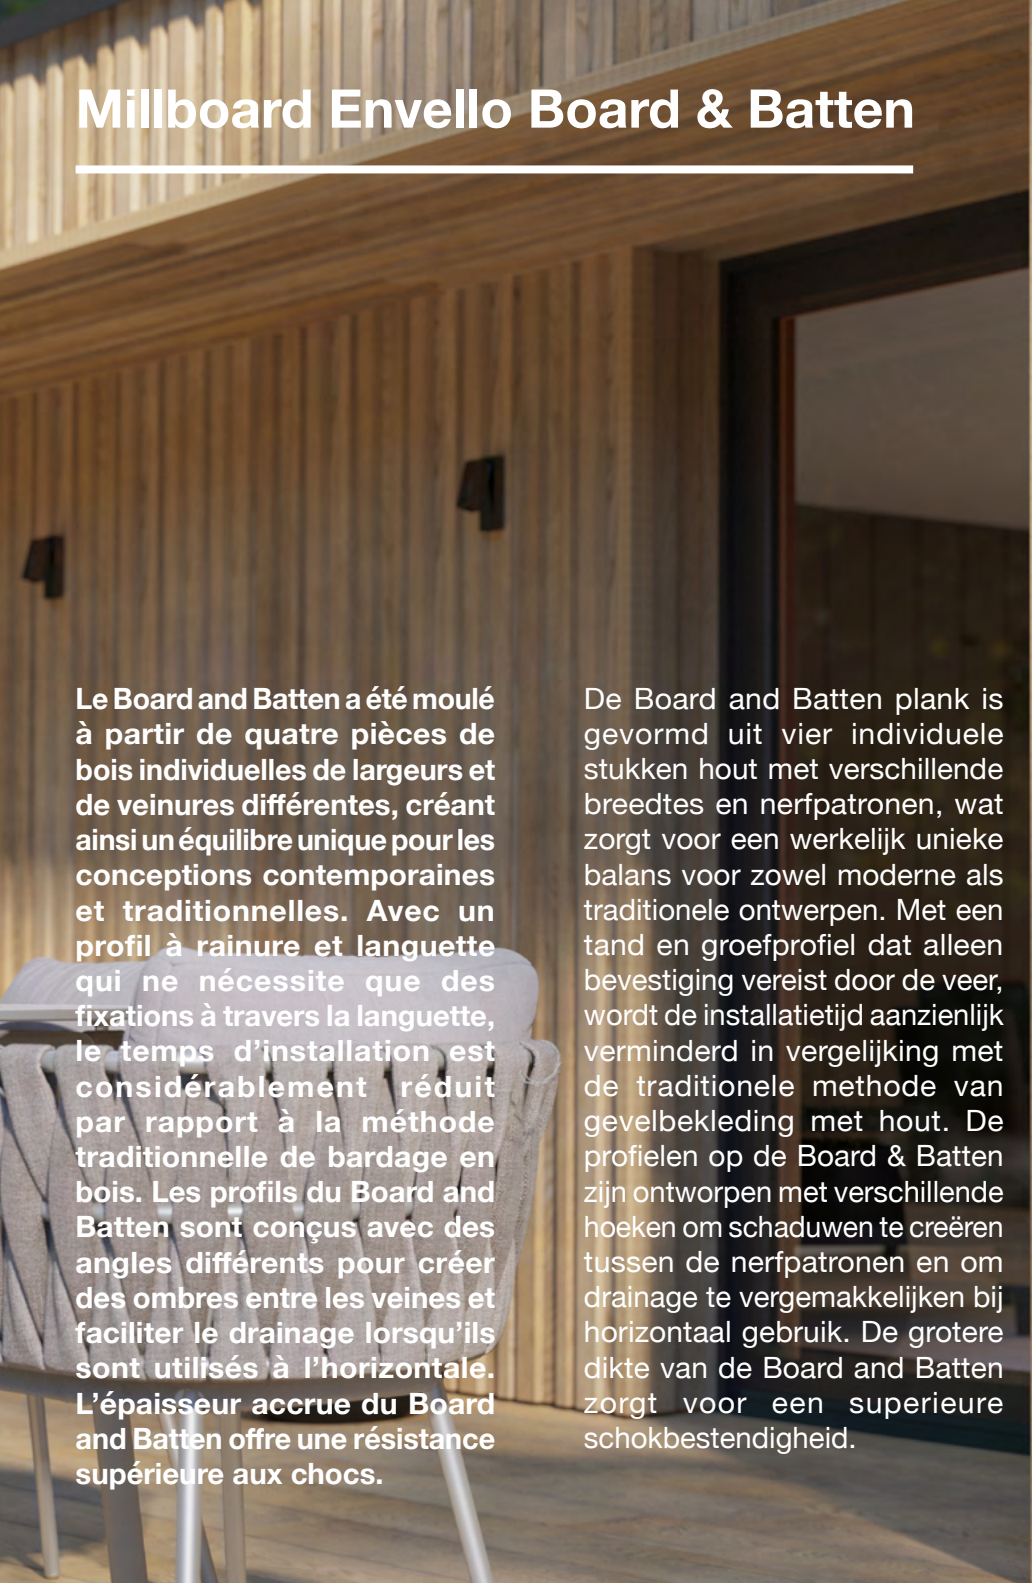 Millboard Envello Board & Batten
Le Board and Batten a été moulé
à partir de quatre pièces de
bois individuelles de largeurs et
de veinures différentes, créant
ainsi un équilibre unique pour les
conceptions contemporaines
et traditionnelles. Avec un
profil à rainure et languette
qui ne nécessite que des
fixations à travers la languette,
le temps d’installation est
considérablement réduit
par rapport à la méthode
traditionnelle de bardage en
bois. Les profils du Board and
Batten sont conçus avec des
angles différents pour créer
des ombres entre les veines et
faciliter le drainage lorsqu’ils
sont utilisés à l’horizontale.
L’épaisseur accrue du Board
and Batten offre une résistance
supérieure aux chocs.
De Board and Batten plank is
gevormd uit vier individuele
stukken hout met verschillende
breedtes en nerfpatronen, wat
zorgt voor een werkelijk unieke
balans voor zowel moderne als
traditionele ontwerpen. Met een
tand en groefprofiel dat alleen
bevestiging vereist door de veer,
wordt de installatietijd aanzienlijk
verminderd in vergelijking met
de traditionele methode van
gevelbekleding met hout. De
profielen op de Board & Batten
zijn ontworpen met verschillende
hoeken om schaduwen te creëren
tussen de nerfpatronen en om
drainage te vergemakkelijken bij
horizontaal gebruik. De grotere
dikte van de Board and Batten
zorgt voor een superieure
schokbestendigheid.